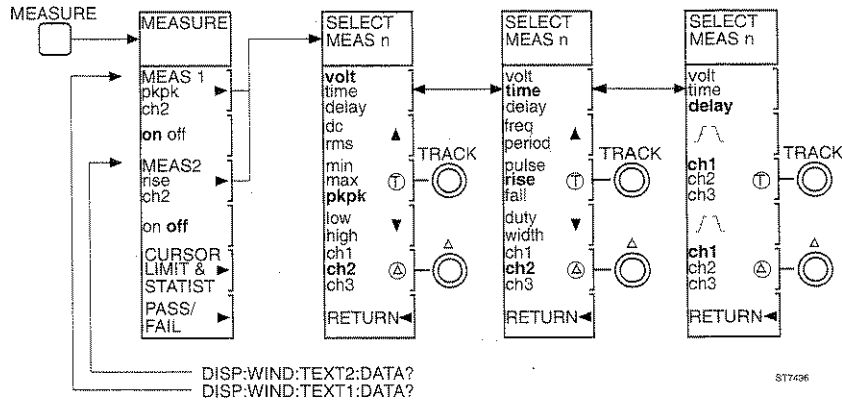 MEASURE
MEASURE
MEAS 1
pkpk
ch2
on off
MEAS2
rise
ch2
on off
CURSOR
LIMIT &
STATIST
PASS/
FAIL
SELECT
MEAS n
volt
time
delay
dc
rms
min
max
pkpk
low
high
ch1
ch2
ch3
RETURN
T
TRACK
Δ
Δ
SELECT
MEAS n
volt
time
delay
freq
period
pulse
rise
fall
duty
width
ch1
ch2
ch3
RETURN
T
TRACK
Δ
Δ
SELECT
MEAS n
volt
time
delay
ch1
ch2
ch3
ch1
ch2
ch3
RETURN
T
TRACK
Δ
Δ
DISP:WIND:TEXT2:DATA?
DISP:WIND:TEXT1:DATA?
ST7436